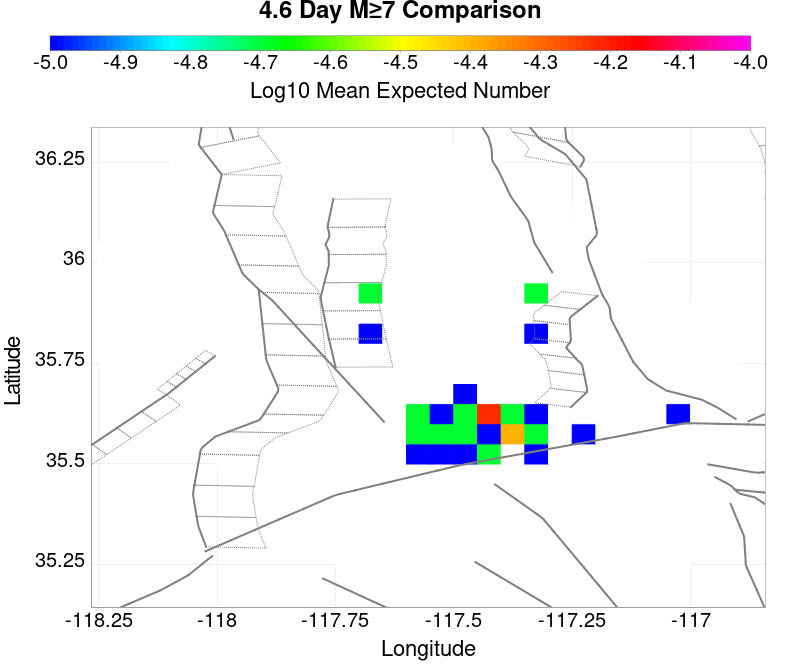 4.6 Day M≥7 Comparison
-5.0 -4.9 -4.8 -4.7 -4.6 -4.5 -4.4 -4.3 -4.2 -4.1 -4.0
Log10 Mean Expected Number
36.25
36
35.75
35.5
35.25
Latitude
-118.25 -118 -117.75 -117.5 -117.25 -117
Longitude